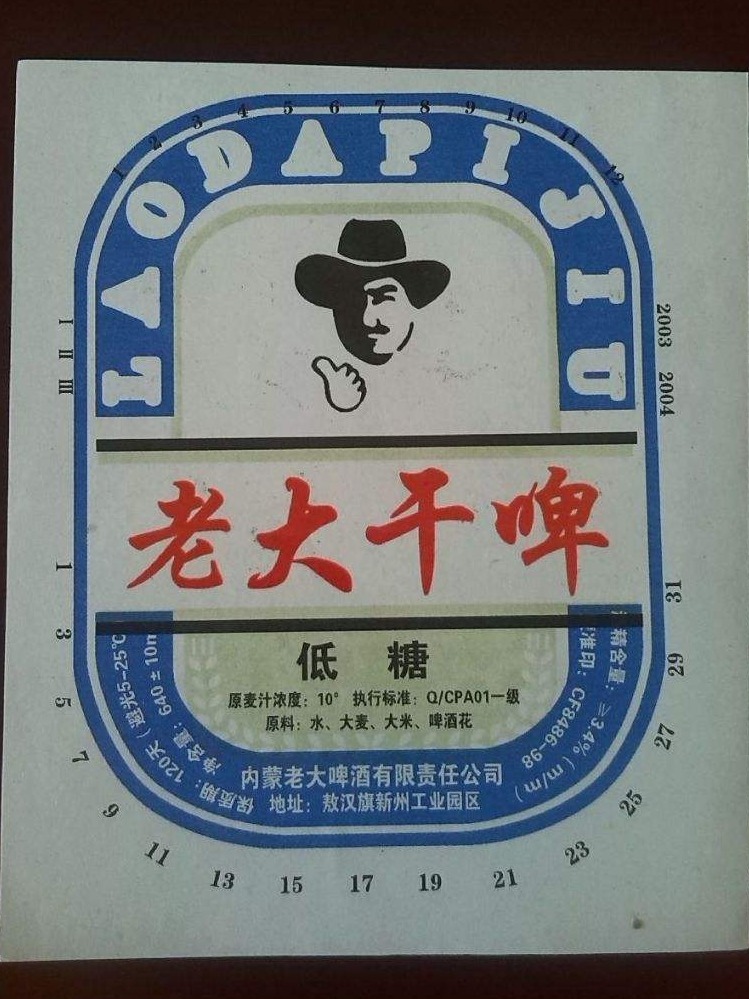 1 2 3 4 5 6 7 8 9 10 11 12
LAODAPIJIU
I II III
2003 2004
老大干啤
低 糖
原麦汁浓度：10° 执行标准：Q/CPA01一级
原料：水、大麦、大米、啤酒花
保质期：120天（避光5-25℃
净含量：640±10m
精含量：≥3.4%（m/m）
准印：CF8486-98
内蒙老大啤酒有限责任公司
地址：敖汉旗新州工业园区
1 3 5 7 9 11 13 15 17 19 21 23 25 27 29 31